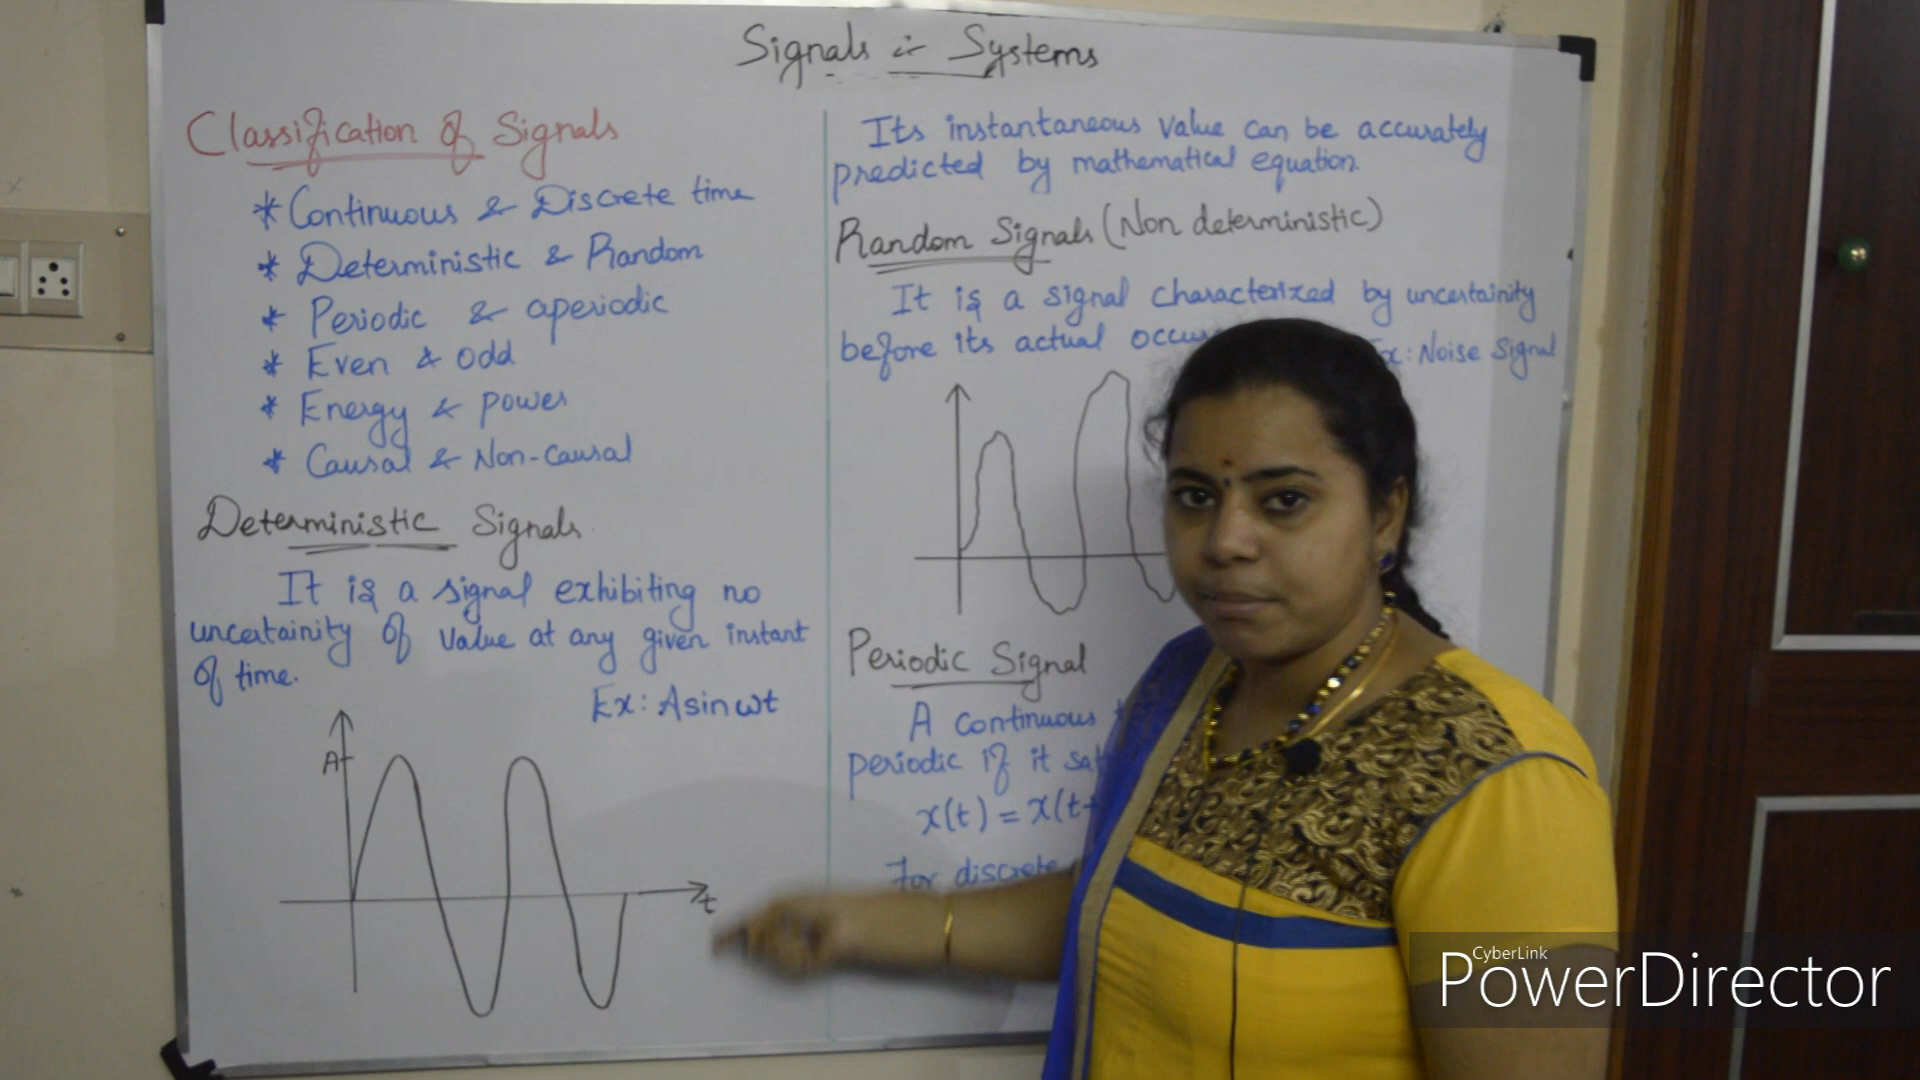 Signals & Systems
Classification of Signals
* Continuous & Discrete time
* Deterministic & Random
* Periodic & aperiodic
* Even & odd
* Energy & power
* Causal & Non-Causal
Deterministic Signals
It is a signal exhibiting no
uncertainity of value at any given instant
of time.
Ex: Asinωt
A
t
Its instantaneous value can be accurately
predicted by mathematical equation.
Random Signals (Non deterministic)
It is a signal characterized by uncertainity
before its actual
: Noise Signal
Periodic Signal
A continuous
periodic if it
x(t) = x(t+
For discrete
CyberLink
PowerDirector